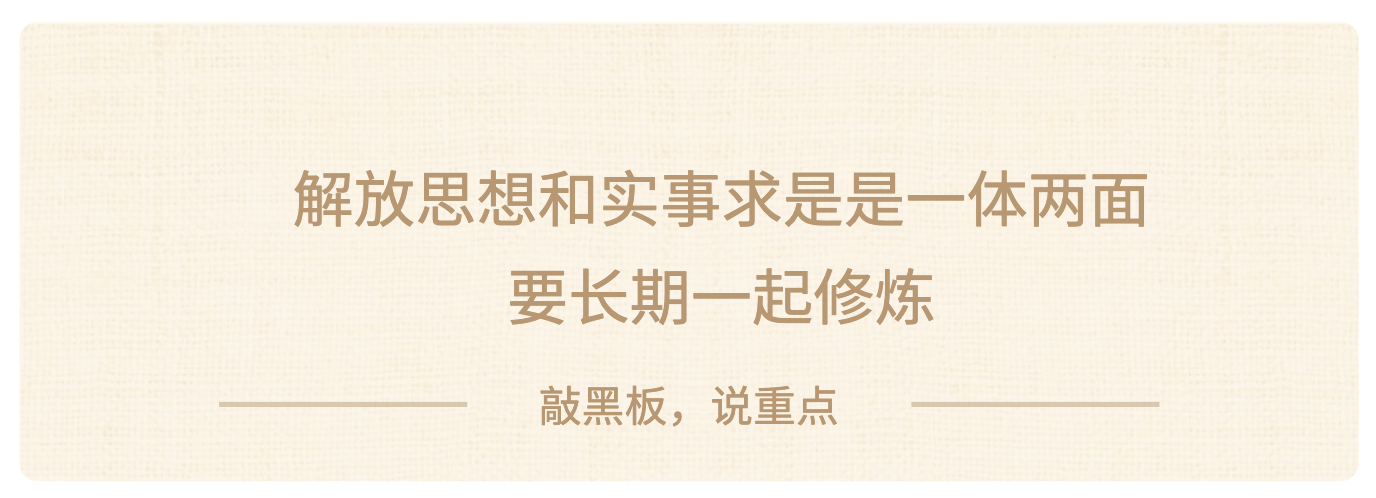 解放思想和实事求是是一体两面
要长期一起修炼
敲黑板，说重点